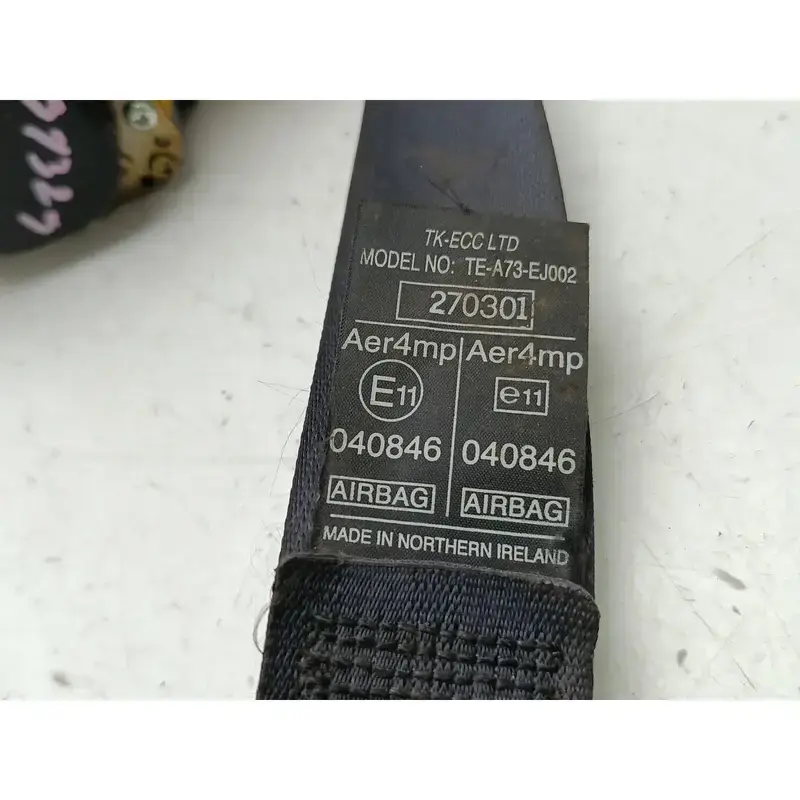 TK-ECC LTD
MODEL NO: TE-A73-EJ002
270301
Aer4mp Aer4mp
E11 e11
040846 040846
AIRBAG AIRBAG
MADE IN NORTHERN IRELAND